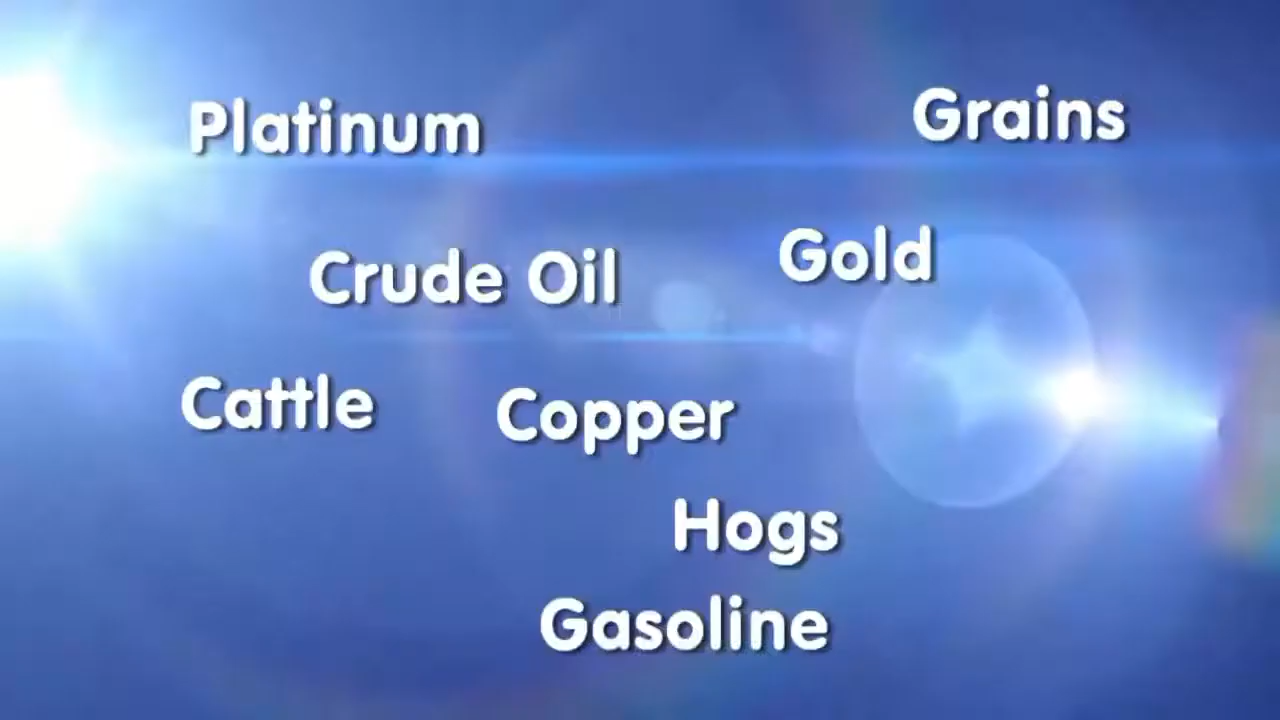 Platinum
Grains
Crude Oil
Gold
Cattle
Copper
Hogs
Gasoline